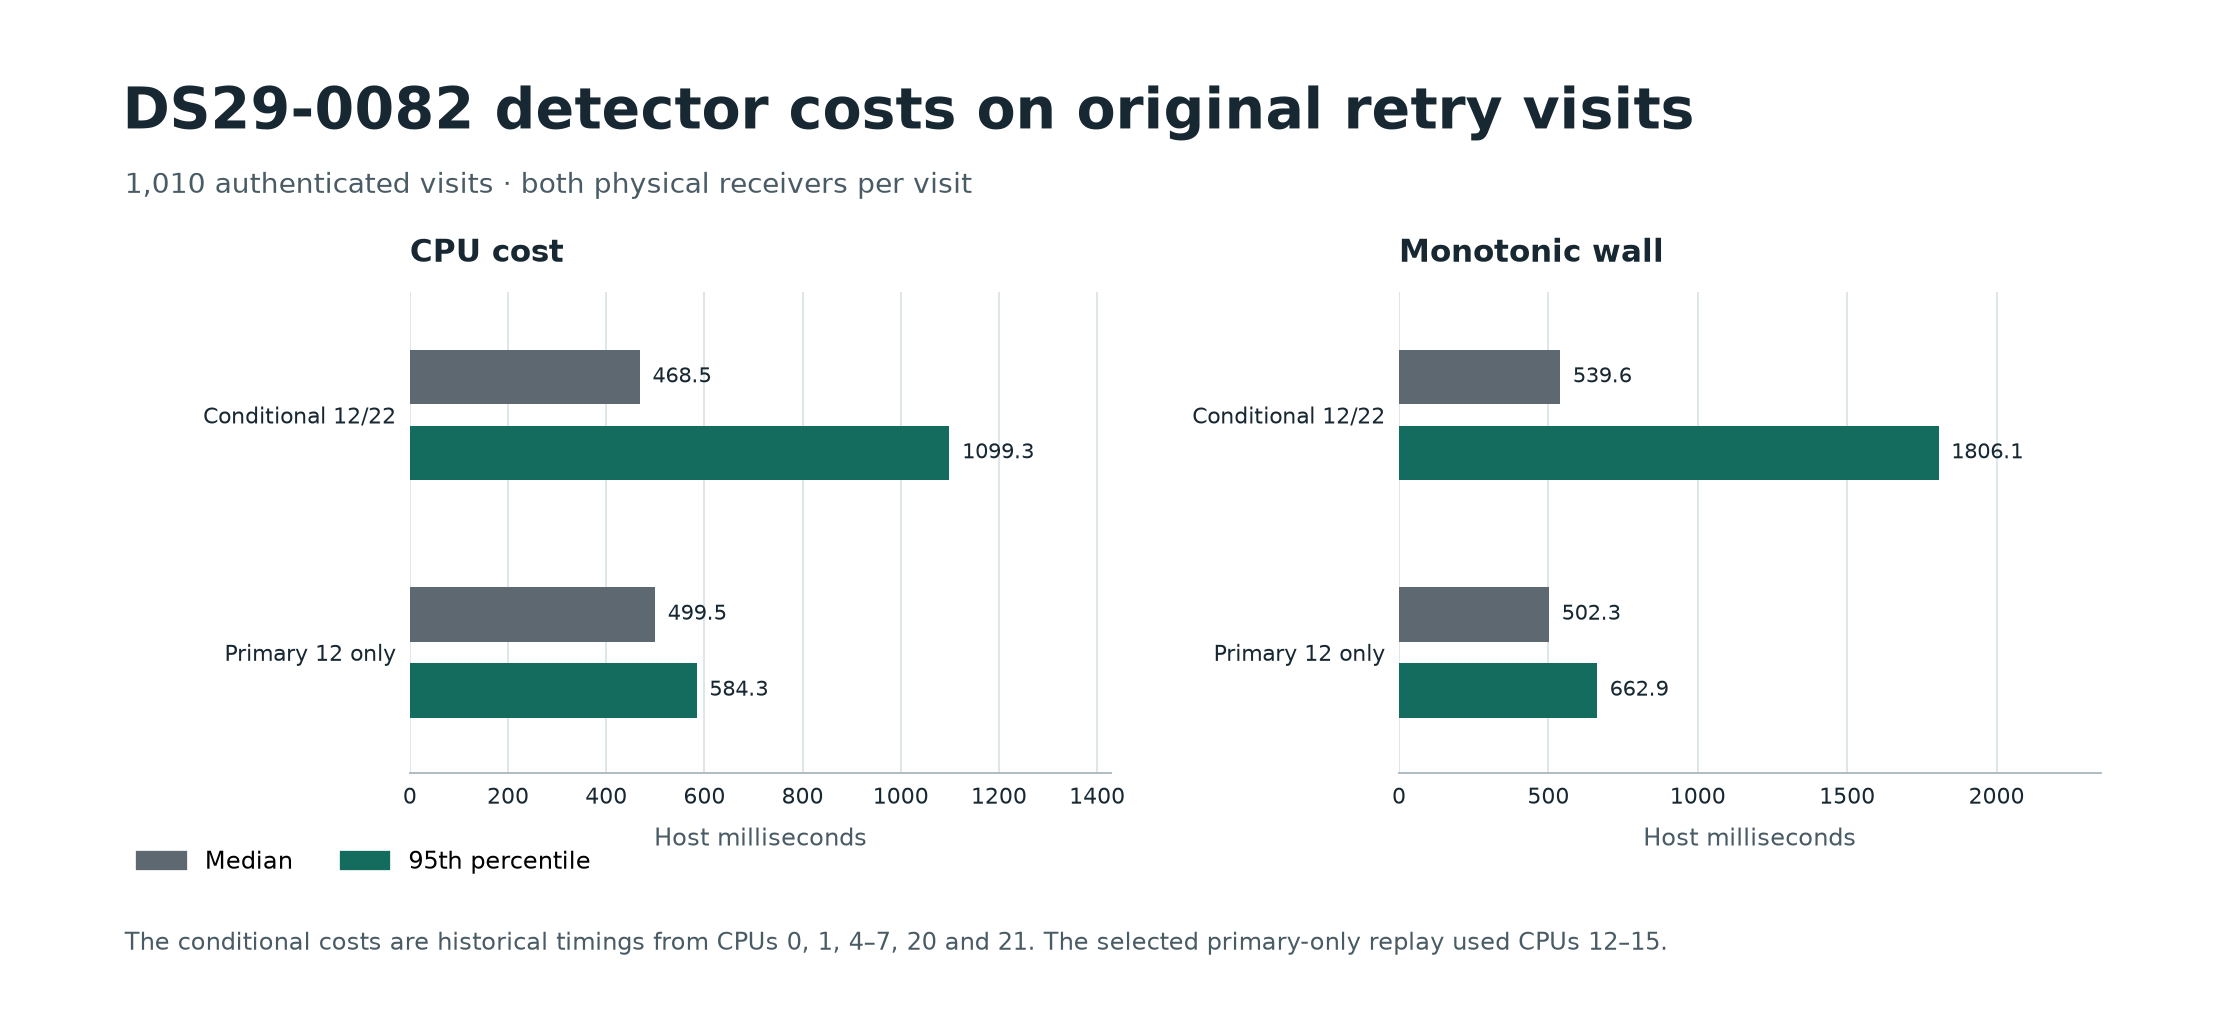 DS29-0082 detector costs on original retry visits
1,010 authenticated visits · both physical receivers per visit
CPU cost
Conditional 12/22
468.5
1099.3
Primary 12 only
499.5
584.3
0 200 400 600 800 1000 1200 1400
Host milliseconds
Monotonic wall
Conditional 12/22
539.6
1806.1
Primary 12 only
502.3
662.9
0 500 1000 1500 2000
Host milliseconds
Median 95th percentile
The conditional costs are historical timings from CPUs 0, 1, 4–7, 20 and 21. The selected primary-only replay used CPUs 12–15.